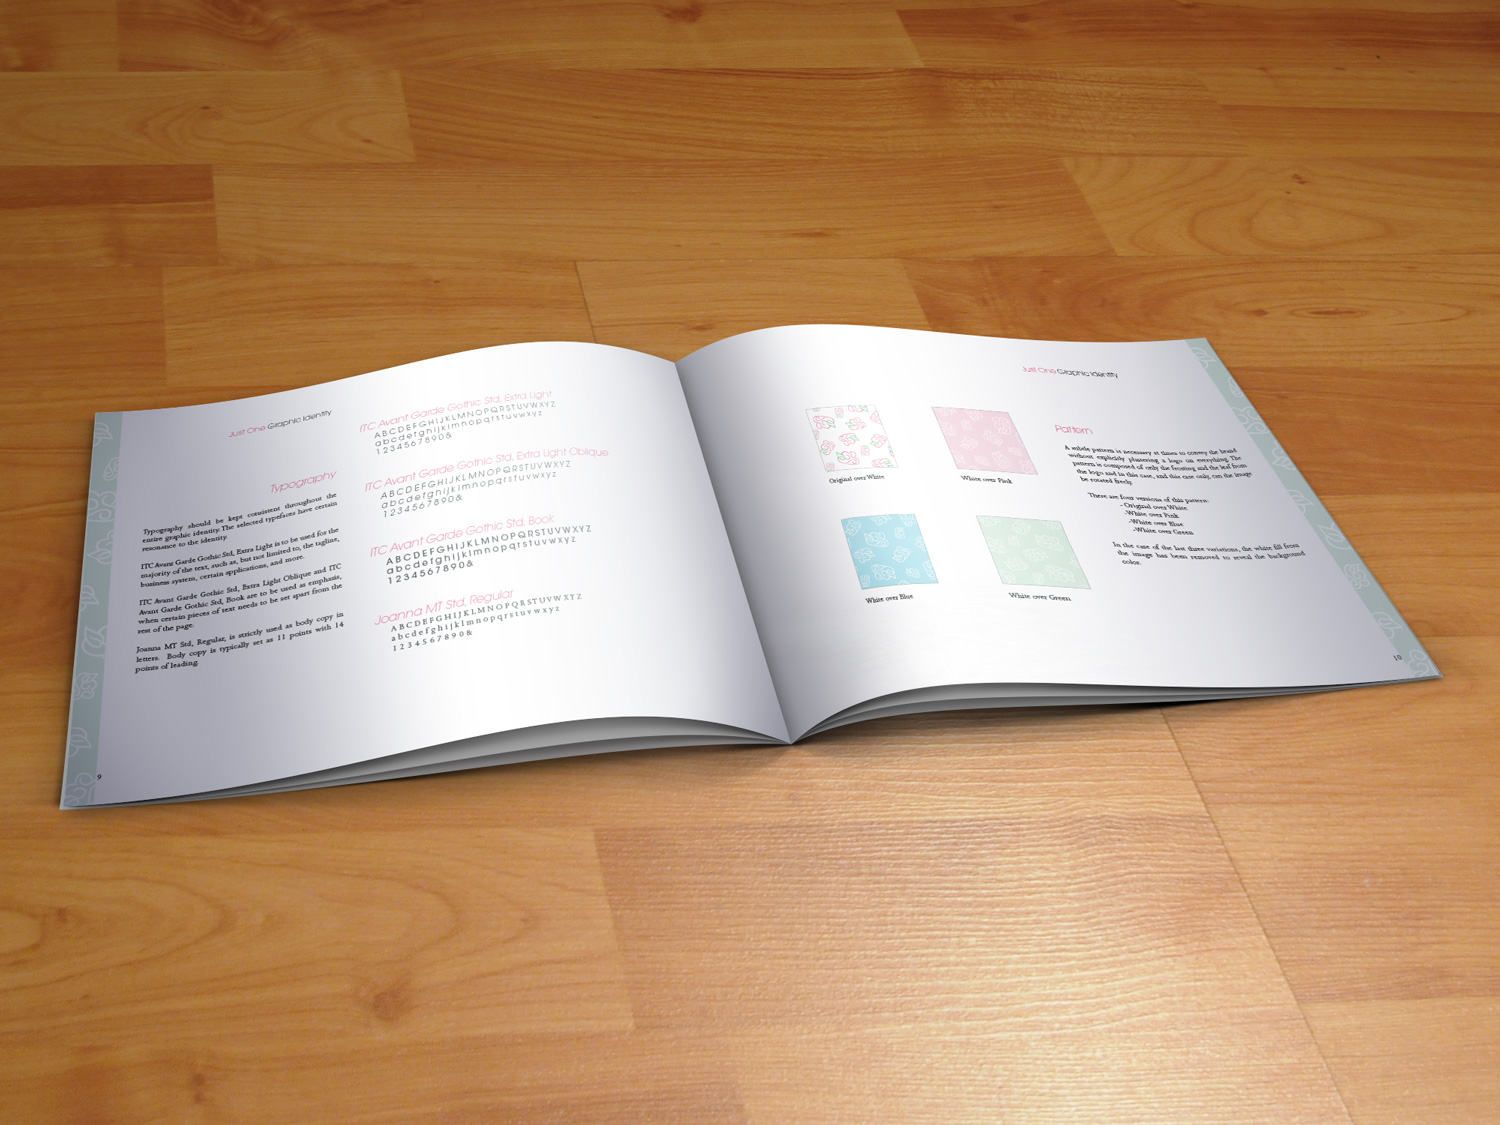 Just One Graphic Identity
Typography
Typography should be kept consistent throughout the
entire graphic identity. The selected typefaces have certain
resonance to the identity.
ITC Avant Garde Gothic Std, Extra Light is to be used for the
majority of the text, such as, but not limited to, the tagline,
business system, certain applications, and more.
ITC Avant Garde Gothic Std, Extra Light Oblique and ITC
Avant Garde Gothic Std, Book are to be used as emphasis,
when certain pieces of text needs to be set apart from the
rest of the page.
Joanna MT Std, Regular, is strictly used as body copy in
letters. Body copy is typically set as 11 points with 14
points of leading.
9
ITC Avant Garde Gothic Std, Extra Light
ABCDEFGHIJKLMNOPQRSTUVWXYZ
abcdefghijklmnopqrstuvwxyz
1234567890&
ITC Avant Garde Gothic Std, Extra Light Oblique
ABCDEFGHIJKLMNOPQRSTUVWXYZ
abcdefghijklmnopqrstuvwxyz
1234567890&
ITC Avant Garde Gothic Std, Book
ABCDEFGHIJKLMNOPQRSTUVWXYZ
abcdefghijklmnopqrstuvwxyz
1234567890&
Joanna MT Std, Regular
ABCDEFGHIJKLMNOPQRSTUVWXYZ
abcdefghijklmnopqrstuvwxyz
1234567890&
Just One Graphic Identity
Original over White
White over Pink
White over Blue
White over Green
Pattern
A subtle pattern is necessary at times to convey the brand
without explicitly plastering a logo on everything. The
pattern is composed of only the frosting and the leaf from
the logo and in this case, and this case only, can the image
be rotated freely.
There are four versions of this pattern:
-Original over White
-White over Pink
-White over Blue
-White over Green
In the case of the last three variations, the white fill from
the image has been removed to reveal the background
color.
10